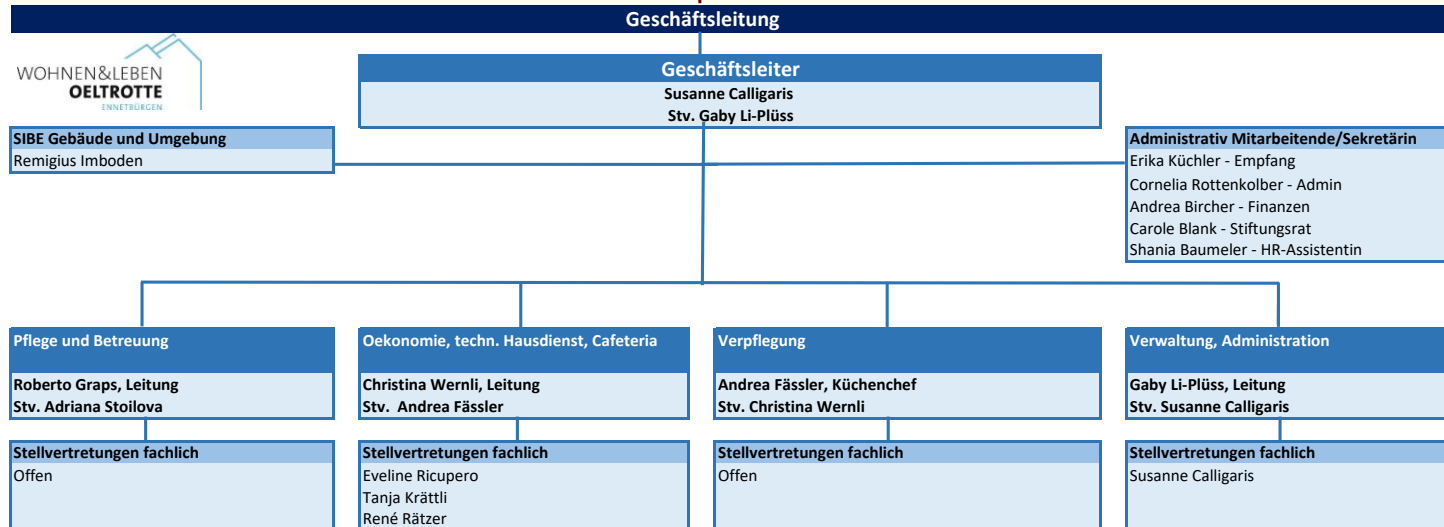 Geschäftsleitung
WOHNEN&LEBEN
OELTROTTE
ENNETBÜRGEN
Geschäftsleiter
Susanne Calligaris
Stv. Gaby Li-Plüss
SIBE Gebäude und Umgebung
Remigius Imboden
Administrativ Mitarbeitende/Sekretärin
Erika Küchler - Empfang
Cornelia Rottenkolber - Admin
Andrea Bircher - Finanzen
Carole Blank - Stiftungsrat
Shania Baumeler - HR-Assistentin
Pflege und Betreuung
Roberto Graps, Leitung
Stv. Adriana Stoilova
Stellvertretungen fachlich
Offen
Oekonomie, techn. Hausdienst, Cafeteria
Christina Wernli, Leitung
Stv. Andrea Fässler
Stellvertretungen fachlich
Eveline Ricupero
Tanja Krättli
René Rätzer
Verpflegung
Andrea Fässler, Küchenchef
Stv. Christina Wernli
Stellvertretungen fachlich
Offen
Verwaltung, Administration
Gaby Li-Plüss, Leitung
Stv. Susanne Calligaris
Stellvertretungen fachlich
Susanne Calligaris